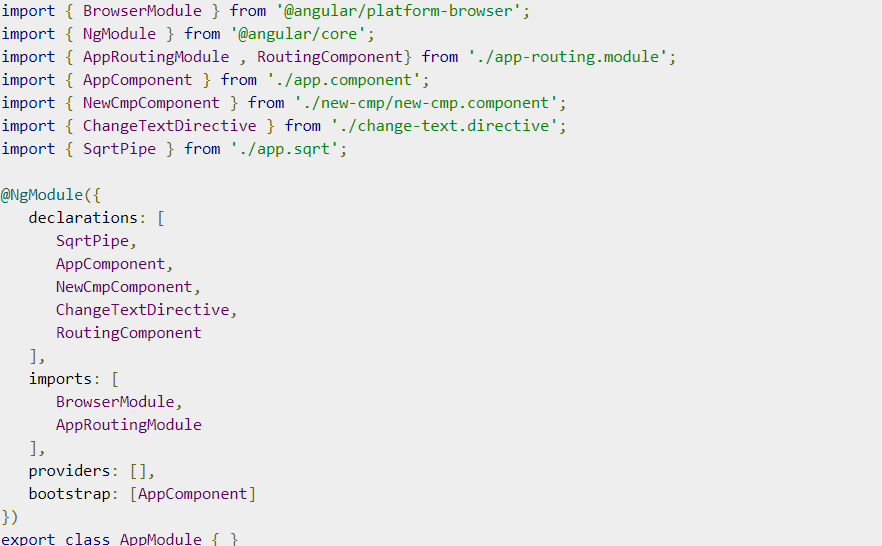 import { BrowserModule } from '@angular/platform-browser';
import { NgModule } from '@angular/core';
import { AppRoutingModule , RoutingComponent} from './app-routing.module';
import { AppComponent } from './app.component';
import { NewCmpComponent } from './new-cmp/new-cmp.component';
import { ChangeTextDirective } from './change-text.directive';
import { SqrtPipe } from './app.sqrt';

@NgModule({
   declarations: [
      SqrtPipe,
      AppComponent,
      NewCmpComponent,
      ChangeTextDirective,
      RoutingComponent
   ],
   imports: [
      BrowserModule,
      AppRoutingModule
   ],
   providers: [],
   bootstrap: [AppComponent]
})
export class AppModule { }